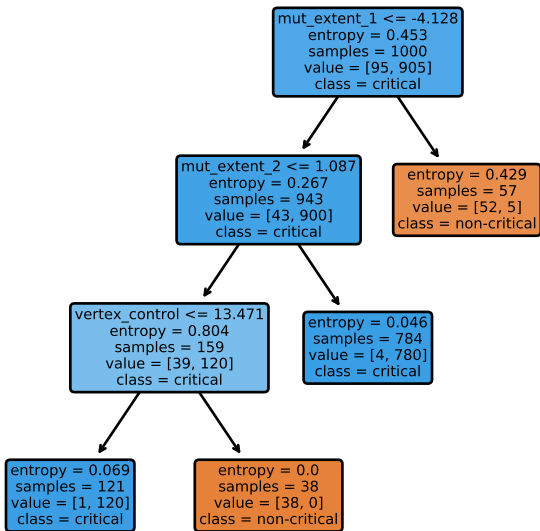 mut_extent_1 <= -4.128
entropy = 0.453
samples = 1000
value = [95, 905]
class = critical
mut_extent_2 <= 1.087
entropy = 0.267
samples = 943
value = [43, 900]
class = critical
entropy = 0.429
samples = 57
value = [52, 5]
class = non-critical
vertex_control <= 13.471
entropy = 0.804
samples = 159
value = [39, 120]
class = critical
entropy = 0.046
samples = 784
value = [4, 780]
class = critical
entropy = 0.069
samples = 121
value = [1, 120]
class = critical
entropy = 0.0
samples = 38
value = [38, 0]
class = non-critical